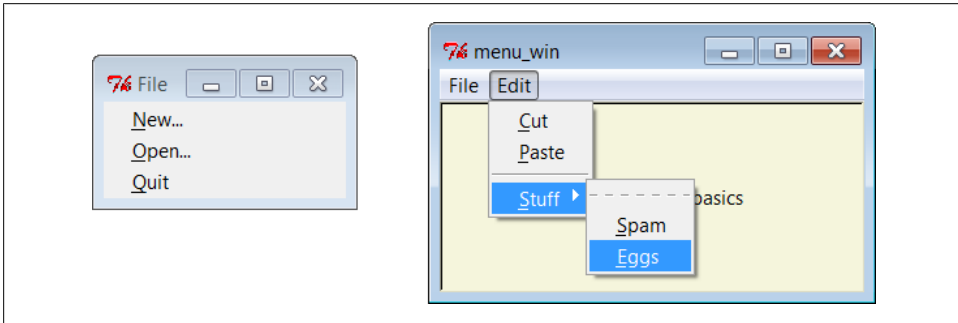 File
New...
Open...
Quit
menu_win
File Edit
Cut
Paste
Stuff
basics
Spam
Eggs